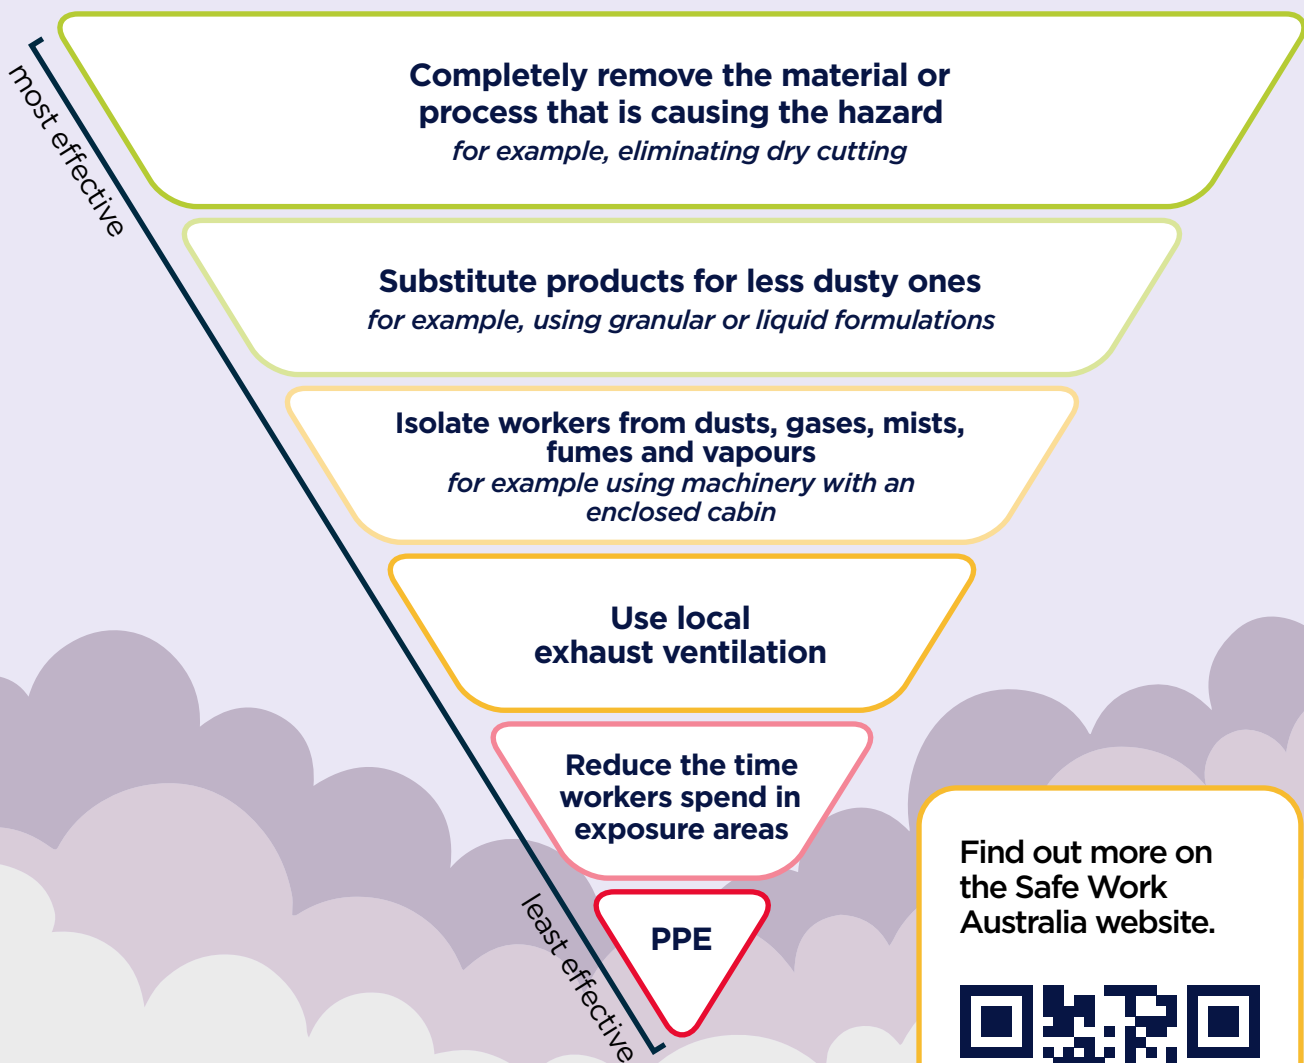 most effective
Completely remove the material or
process that is causing the hazard
for example, eliminating dry cutting
Substitute products for less dusty ones
for example, using granular or liquid formulations
Isolate workers from dusts, gases, mists,
fumes and vapours
for example using machinery with an
enclosed cabin
Use local
exhaust ventilation
Reduce the time
workers spend in
exposure areas
PPE
least effective
Find out more on
the Safe Work
Australia website.